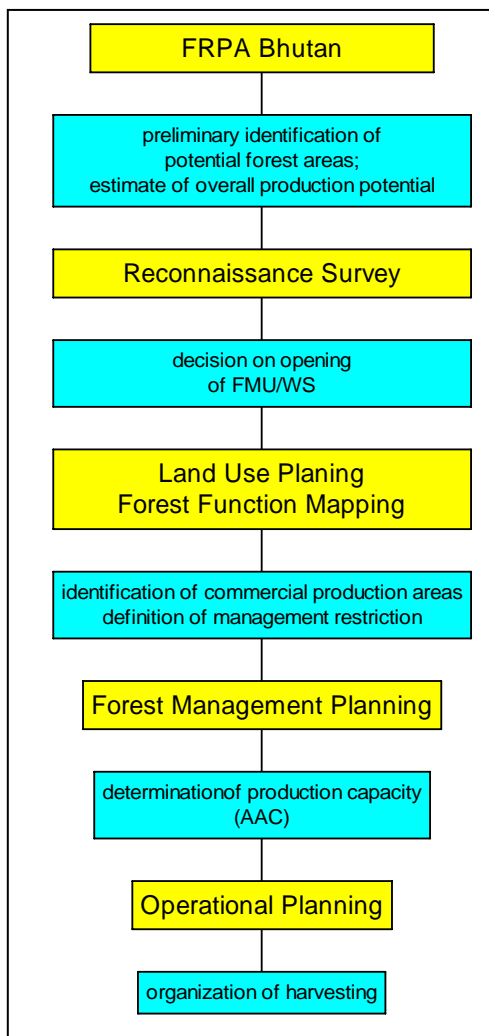 FRPA Bhutan
preliminary identification of
potential forest areas;
estimate of overall production potential
Reconnaissance Survey
decision on opening
of FMU/WS
Land Use Planing
Forest Function Mapping
identification of commercial production areas
definition of management restriction
Forest Management Planning
determinationof production capacity
(AAC)
Operational Planning
organization of harvesting